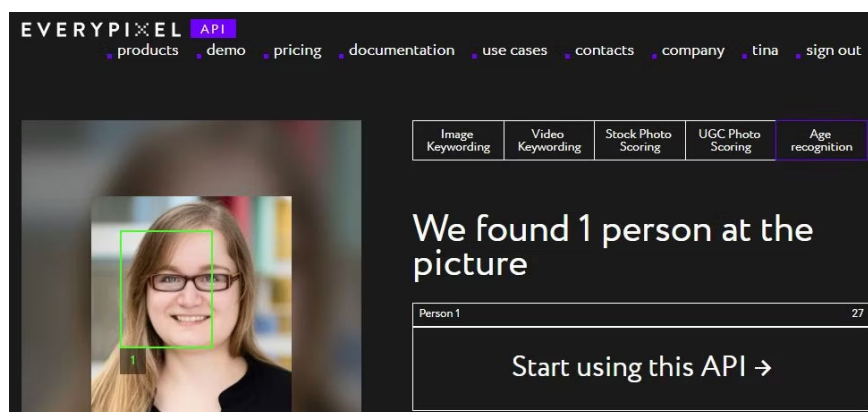 EVERYPIXEL API
products demo pricing documentation use cases contacts company tina sign out
Image Keywording
Video Keywording
Stock Photo Scoring
UGC Photo Scoring
Age recognition
We found 1 person at the
picture
Person 1 27
1
Start using this API →